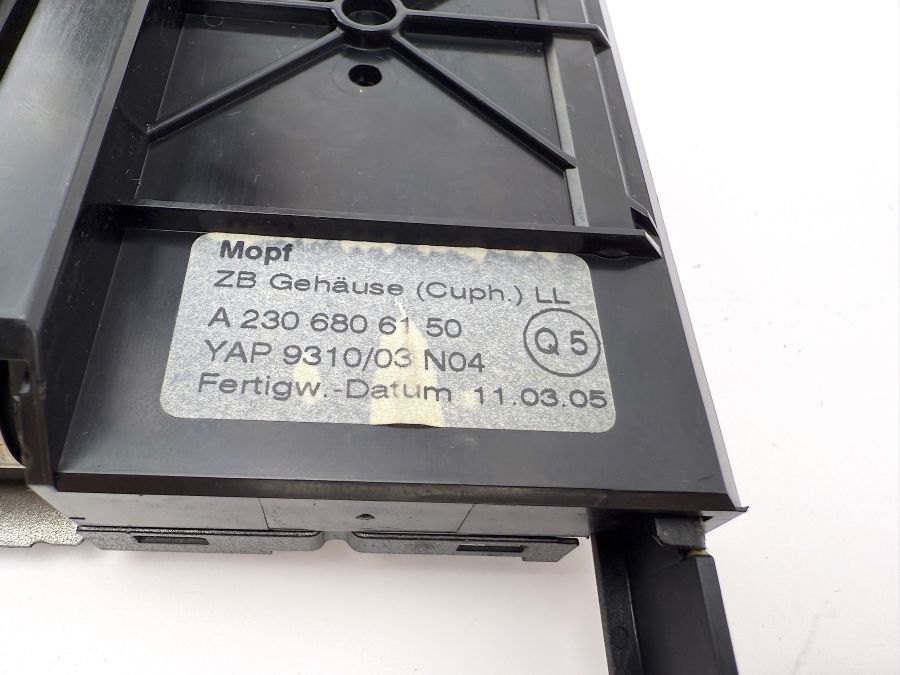 Mopf
ZB Gehäuse (Cuph.) LL
A 230 680 61 50
YAP 9310/03 N04
Q 5
Fertigw.-Datum 11.03.05